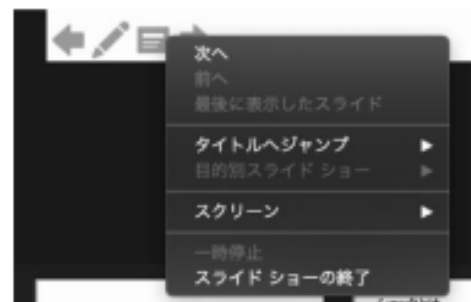 次へ
前へ
最後に表示したスライド
タイトルへジャンプ
目的別スライド ショー
スクリーン
一時停止
スライド ショーの終了